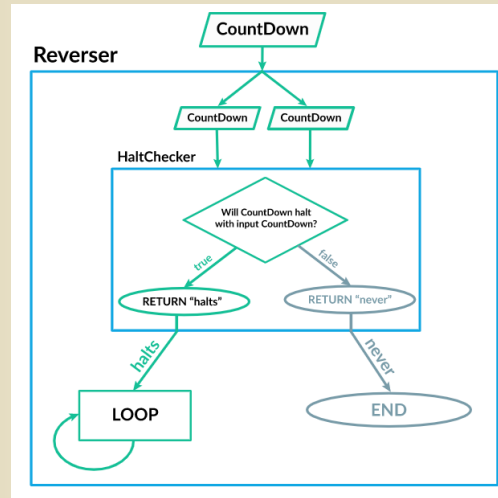 CountDown
Reverser
CountDown
CountDown
HaltChecker
Will CountDown halt
with input CountDown?
true
false
RETURN "halts"
RETURN "never"
halts
never
LOOP
END